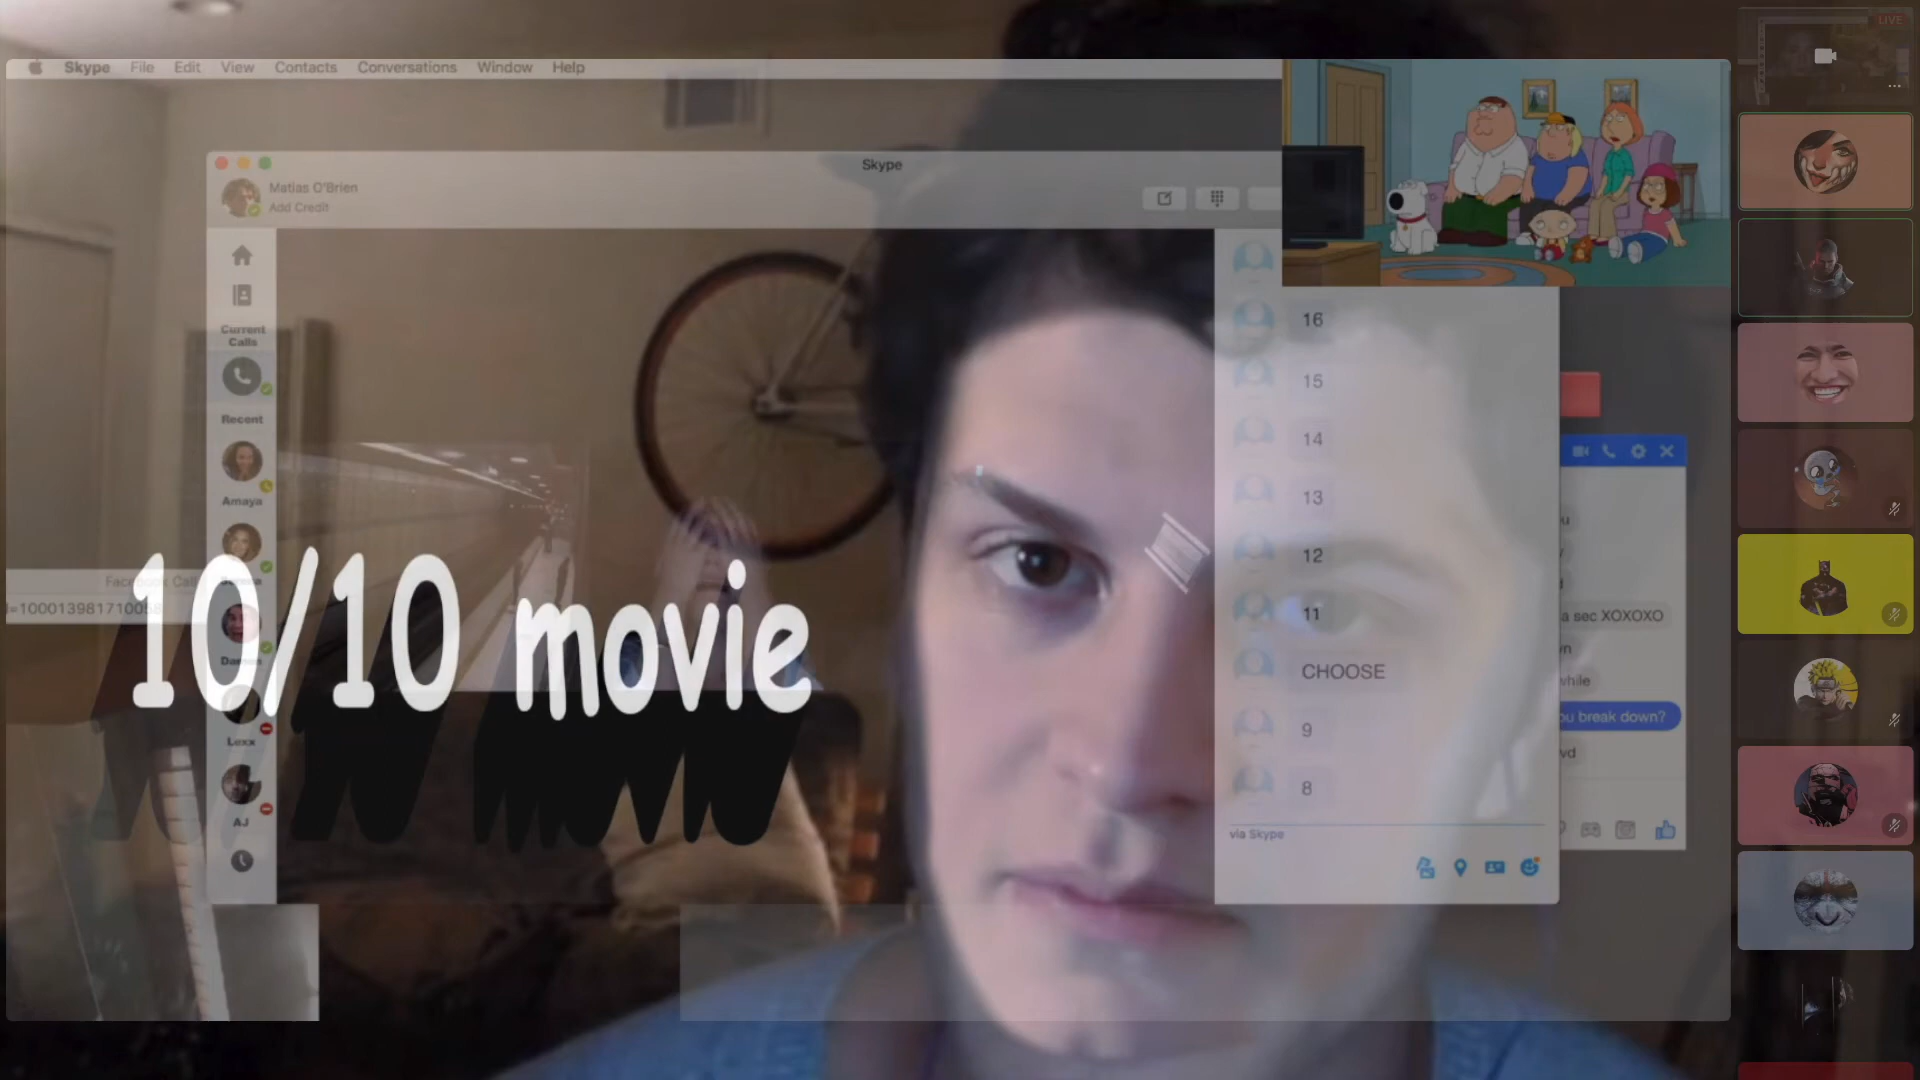 LIVE
Skype File Edit View Contacts Conversations Window Help
Skype
Matias O'Brien
Add Credit
Current
Calls
Recent
Amaya
Lexx
AJ
10/10 movie
16
15
14
13
12
11
CHOOSE
9
8
via Skype
a sec XOXOXO
while
break down?